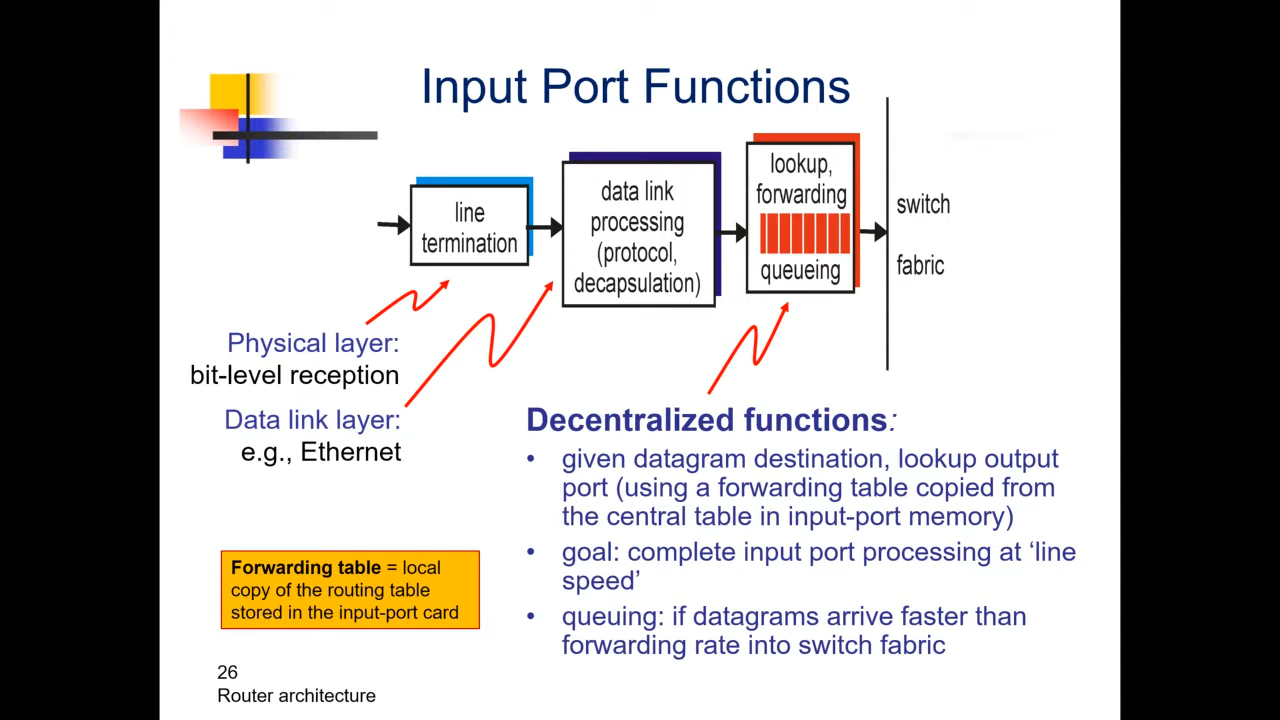 Input Port Functions
line
termination
data link
processing
(protocol,
decapsulation)
lookup,
forwarding
queueing
switch
fabric
Physical layer:
bit-level reception
Data link layer:
e.g., Ethernet
Decentralized functions:
• given datagram destination, lookup output
port (using a forwarding table copied from
the central table in input-port memory)
• goal: complete input port processing at ‘line
speed’
• queuing: if datagrams arrive faster than
forwarding rate into switch fabric
Forwarding table = local
copy of the routing table
stored in the input-port card
26
Router architecture